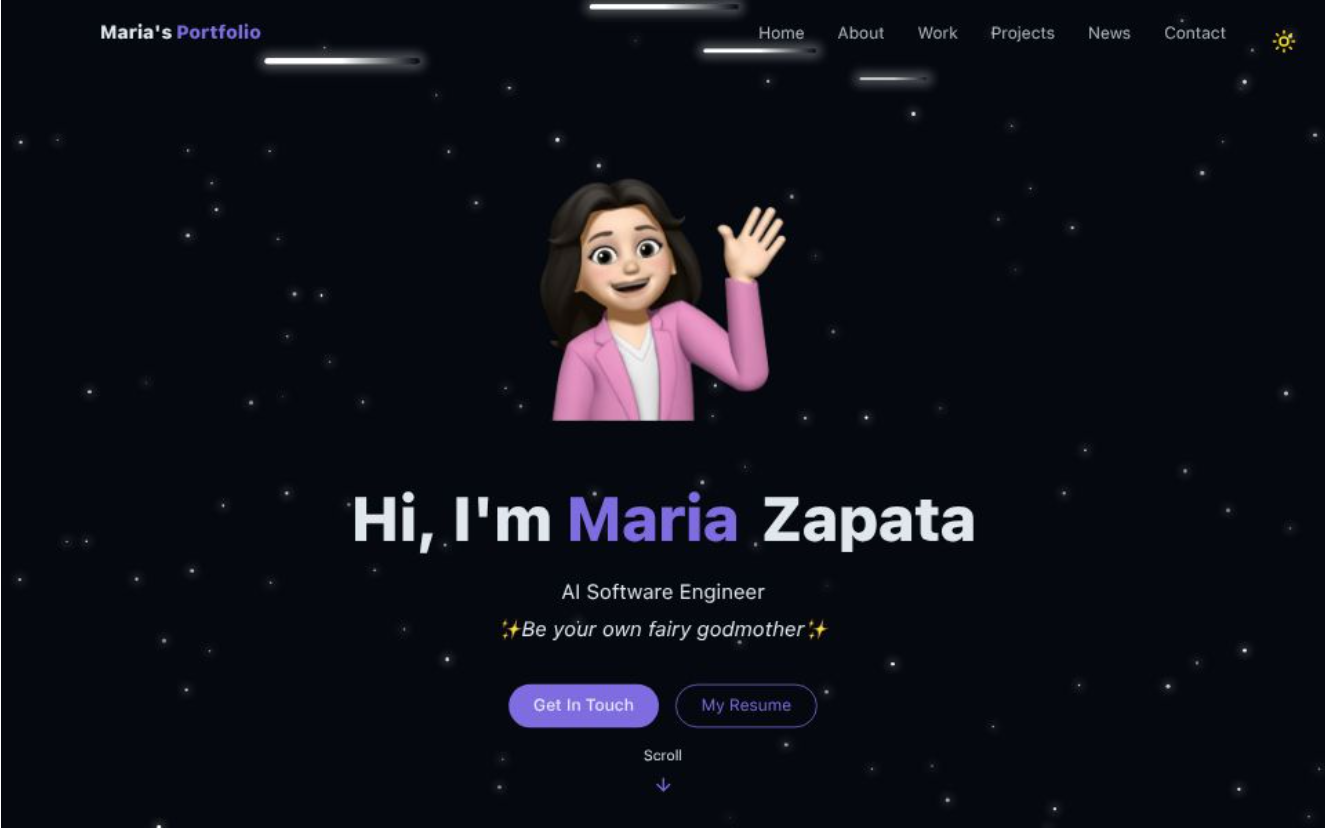 Maria's Portfolio
Home About Work Projects News Contact
Hi, I'm Maria Zapata
AI Software Engineer
✨Be your own fairy godmother✨
Get In Touch My Resume
Scroll